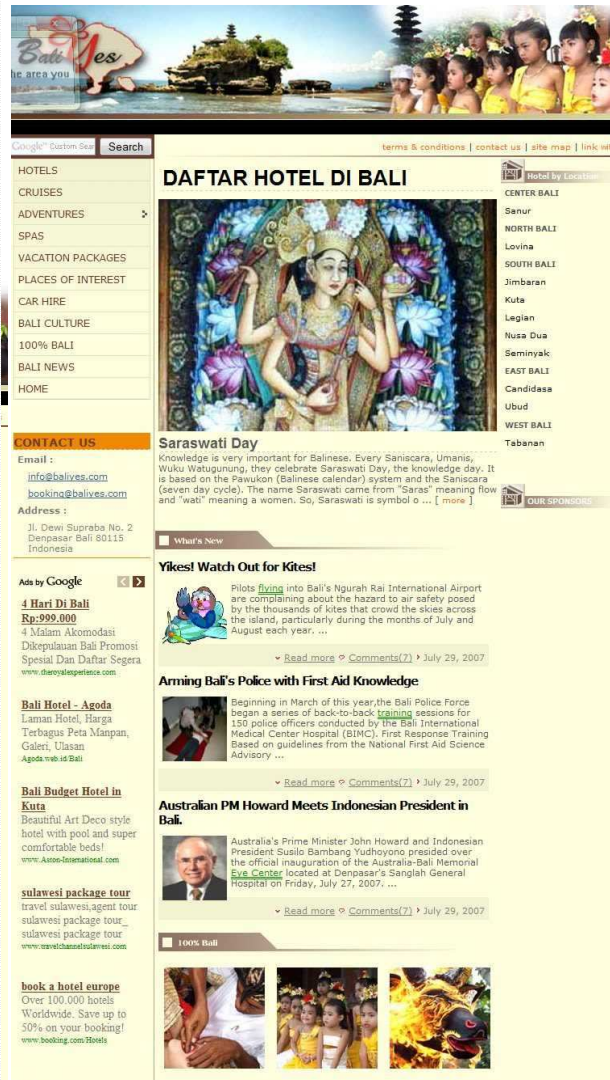 Bali Yes
he area you
Google™ Custom Sear
Search
terms & conditions | contact us | site map | link wi
HOTELS
CRUISES
ADVENTURES
SPAS
VACATION PACKAGES
PLACES OF INTEREST
CAR HIRE
BALI CULTURE
100% BALI
BALI NEWS
HOME
CONTACT US
Email :
info@baliyes.com
booking@baliyes.com
Address :
Jl. Dewi Supraba No. 2
Denpasar Bali 80115
Indonesia
Ads by Google
4 Hari Di Bali
Rp:999.000
4 Malam Akomodasi
Dikepulauan Bali Promosi
Spesial Dan Daftar Segera
www.theroyalexperience.com
Bali Hotel - Agoda
Laman Hotel, Harga
Terbagus Peta Manpan,
Galeri, Ulasan
Agoda.web.id/Bali
Bali Budget Hotel in
Kuta
Beautiful Art Deco style
hotel with pool and super
comfortable beds!
www.Aston-International.com
sulawesi package tour
travel sulawesi,agent tour
sulawesi package tour_
sulawesi package tour
www.travelchannelsulawesi.com
book a hotel europe
Over 100.000 hotels
Worldwide. Save up to
50% on your booking!
www.booking.com/Hotels
DAFTAR HOTEL DI BALI
Saraswati Day
Knowledge is very important for Balinese. Every Saniscara, Umanis,
Wuku Watugunung, they celebrate Saraswati Day, the knowledge day. It
is based on the Pawukon (Balinese calendar) system and the Saniscara
(seven day cycle). The name Saraswati came from "Saras" meaning flow
and "wati" meaning a women. So, Saraswati is symbol o ... [ more ]
What's New
Yikes! Watch Out for Kites!
Pilots flying into Bali's Ngurah Rai International Airport
are complaining about the hazard to air safety posed
by the thousands of kites that crowd the skies across
the island, particularly during the months of July and
August each year. ...
Read more Comments(7) July 29, 2007
Arming Bali's Police with First Aid Knowledge
Beginning in March of this year,the Bali Police Force
began a series of back-to-back training sessions for
150 police officers conducted by the Bali International
Medical Center Hospital (BIMC). First Response Training
Based on guidelines from the National First Aid Science
Advisory ...
Read more Comments(7) July 29, 2007
Australian PM Howard Meets Indonesian President in
Bali.
Australia's Prime Minister John Howard and Indonesian
President Susilo Bambang Yudhoyono presided over
the official inauguration of the Australia-Bali Memorial
Eye Center located at Denpasar's Sanglah General
Hospital on Friday, July 27, 2007. ...
Read more Comments(7) July 29, 2007
100% Bali
Hotel by Location
CENTER BALI
Sanur
NORTH BALI
Lovina
SOUTH BALI
Jimbaran
Kuta
Legian
Nusa Dua
Seminyak
EAST BALI
Candidasa
Ubud
WEST BALI
Tabanan
OUR SPONSORS